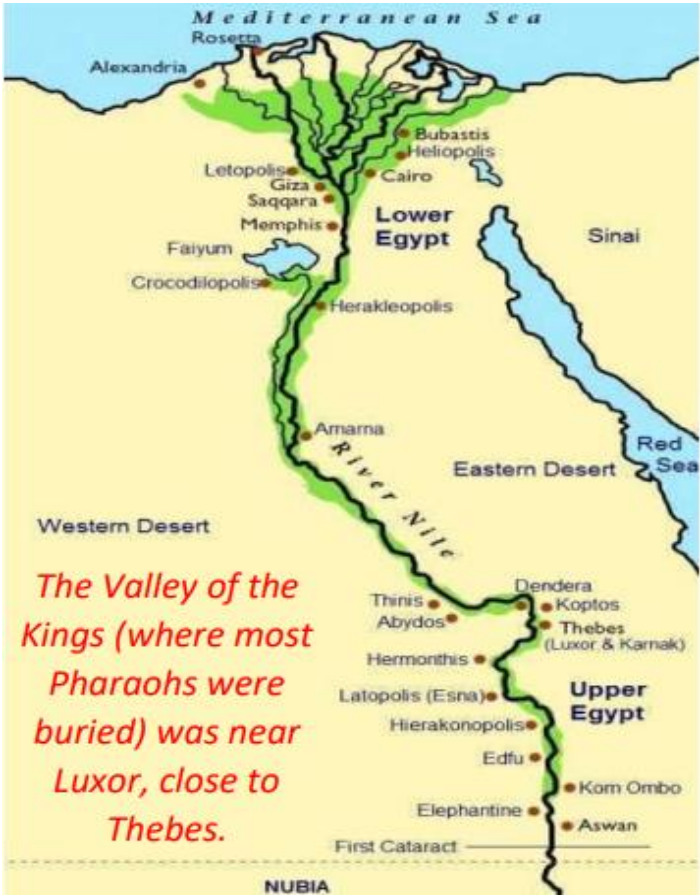 Mediterranean Sea
Rosetta
Alexandria
Bubastis
Heliopolis
Letopolis
Cairo
Giza
Saqqara
Lower
Egypt
Memphis
Sinai
Faiyum
Crocodilopolis
Herakleopolis
Amarna
River Nile
Red
Sea
Eastern Desert
Western Desert
The Valley of the
Kings (where most
Pharaohs were
buried) was near
Luxor, close to
Thebes.
Dendera
Thinis
Koptos
Abydos
Thebes
(Luxor & Karnak)
Hermonthis
Latopolis (Esna)
Upper
Egypt
Hierakonopolis
Edfu
Kom Ombo
Elephantine
Aswan
First Cataract
NUBIA